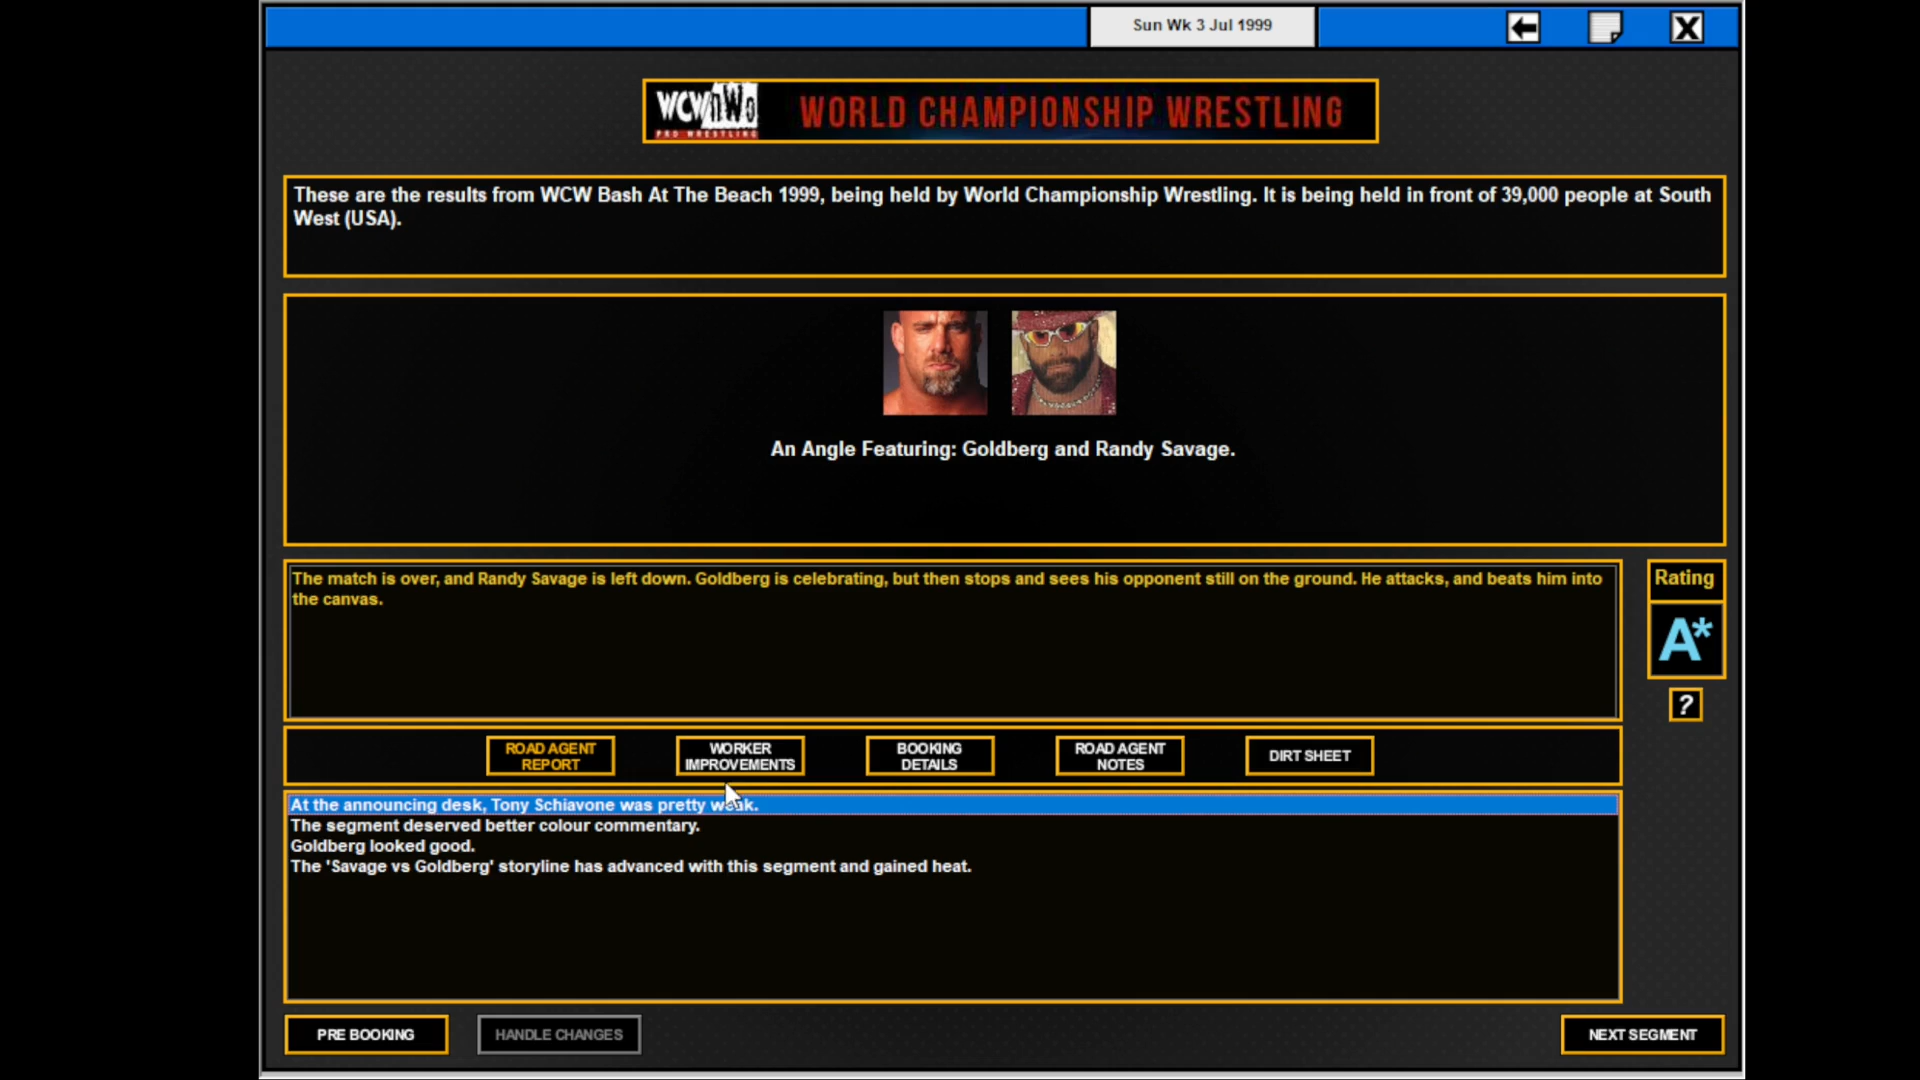 Sun Wk 3 Jul 1999
WCW nWo
PRO WRESTLING
WORLD CHAMPIONSHIP WRESTLING
These are the results from WCW Bash At The Beach 1999, being held by World Championship Wrestling. It is being held in front of 39,000 people at South
West (USA).
An Angle Featuring: Goldberg and Randy Savage.
The match is over, and Randy Savage is left down. Goldberg is celebrating, but then stops and sees his opponent still on the ground. He attacks, and beats him into
the canvas.
Rating
A*
?
ROAD AGENT
REPORT
WORKER
IMPROVEMENTS
BOOKING
DETAILS
ROAD AGENT
NOTES
DIRT SHEET
At the announcing desk, Tony Schiavone was pretty weak.
The segment deserved better colour commentary.
Goldberg looked good.
The 'Savage vs Goldberg' storyline has advanced with this segment and gained heat.
PRE BOOKING
HANDLE CHANGES
NEXT SEGMENT